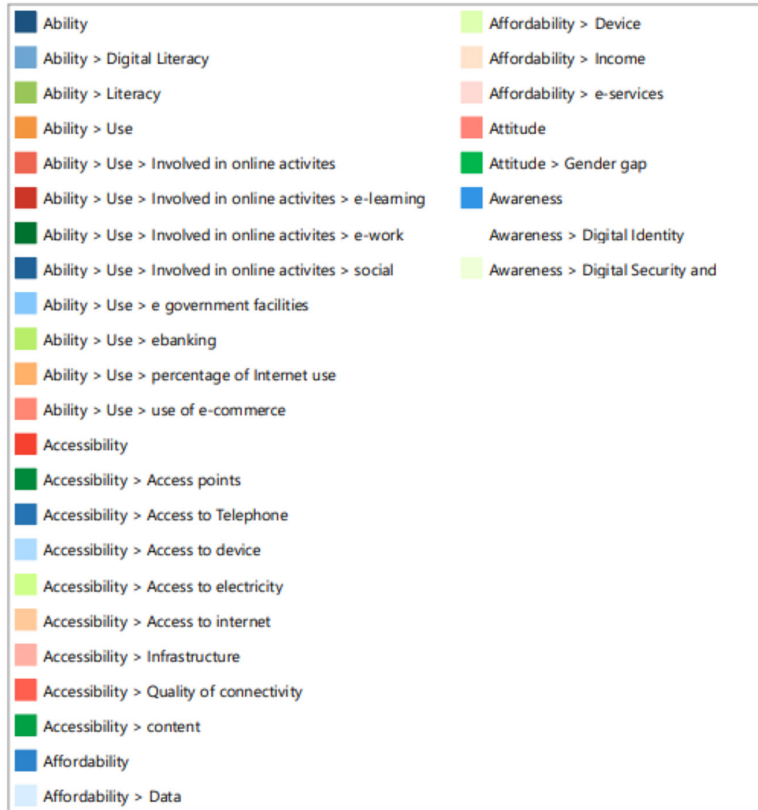 Ability
Ability > Digital Literacy
Ability > Literacy
Ability > Use
Ability > Use > Involved in online activites
Ability > Use > Involved in online activites > e-learning
Ability > Use > Involved in online activites > e-work
Ability > Use > Involved in online activites > social
Ability > Use > e government facilities
Ability > Use > ebanking
Ability > Use > percentage of Internet use
Ability > Use > use of e-commerce
Accessibility
Accessibility > Access points
Accessibility > Access to Telephone
Accessibility > Access to device
Accessibility > Access to electricity
Accessibility > Access to internet
Accessibility > Infrastructure
Accessibility > Quality of connectivity
Accessibility > content
Affordability
Affordability > Data
Affordability > Device
Affordability > Income
Affordability > e-services
Attitude
Attitude > Gender gap
Awareness
Awareness > Digital Identity
Awareness > Digital Security and